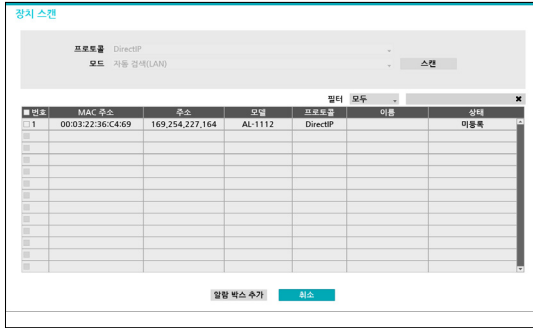 장치 스캔
프로토콜 DirectIP
모드 자동 검색(LAN) 스캔
필터 모두
번호 MAC 주소 주소 모델 프로토콜 이름 상태
1 00:03:22:36:C4:69 169,254,227,164 AL-1112 DirectIP 미등록
알람 박스 추가 취소